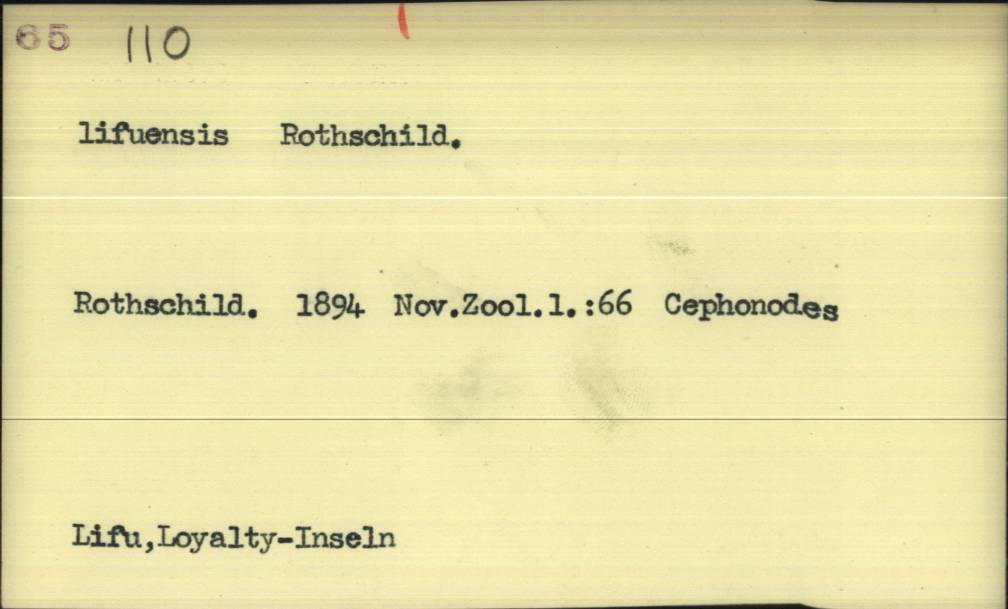 65 110
lifuensis Rothschild.
Rothschild. 1894 Nov.Zool.1.:66 Cephonodes
Lifu,Loyalty-Inseln